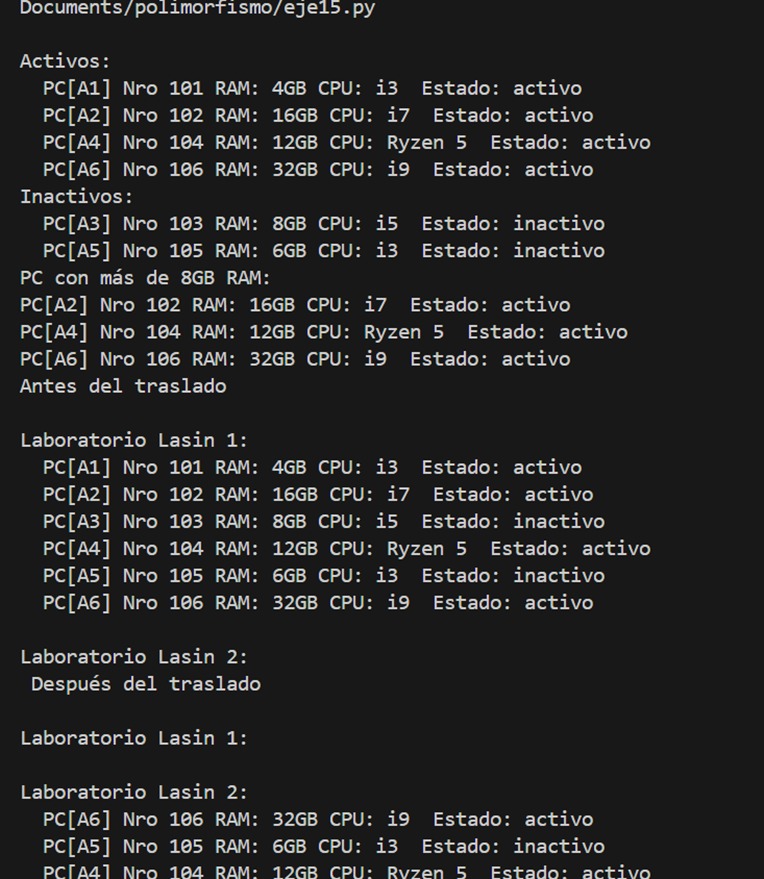 Documents/polimorfismo/eje15.py
Activos:
PC[A1] Nro 101 RAM: 4GB CPU: i3  Estado: activo
PC[A2] Nro 102 RAM: 16GB CPU: i7  Estado: activo
PC[A4] Nro 104 RAM: 12GB CPU: Ryzen 5  Estado: activo
PC[A6] Nro 106 RAM: 32GB CPU: i9  Estado: activo
Inactivos:
PC[A3] Nro 103 RAM: 8GB CPU: i5  Estado: inactivo
PC[A5] Nro 105 RAM: 6GB CPU: i3  Estado: inactivo
PC con más de 8GB RAM:
PC[A2] Nro 102 RAM: 16GB CPU: i7  Estado: activo
PC[A4] Nro 104 RAM: 12GB CPU: Ryzen 5  Estado: activo
PC[A6] Nro 106 RAM: 32GB CPU: i9  Estado: activo
Antes del traslado
Laboratorio Lasin 1:
PC[A1] Nro 101 RAM: 4GB CPU: i3  Estado: activo
PC[A2] Nro 102 RAM: 16GB CPU: i7  Estado: activo
PC[A3] Nro 103 RAM: 8GB CPU: i5  Estado: inactivo
PC[A4] Nro 104 RAM: 12GB CPU: Ryzen 5  Estado: activo
PC[A5] Nro 105 RAM: 6GB CPU: i3  Estado: inactivo
PC[A6] Nro 106 RAM: 32GB CPU: i9  Estado: activo
Laboratorio Lasin 2:
Después del traslado
Laboratorio Lasin 1:
Laboratorio Lasin 2:
PC[A6] Nro 106 RAM: 32GB CPU: i9  Estado: activo
PC[A5] Nro 105 RAM: 6GB CPU: i3  Estado: inactivo
PC[A4] Nro 104 RAM: 12GB CPU: Ryzen 5  Estado: activo